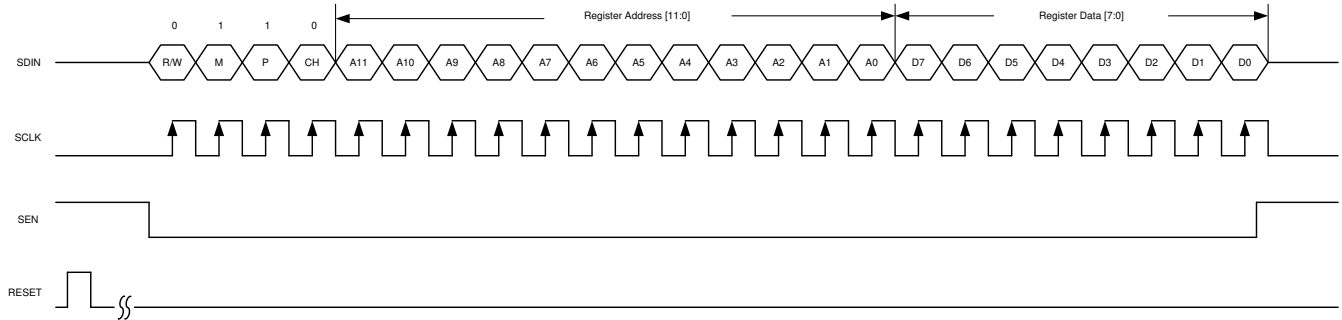 0 1 1 0 Register Address [11:0] Register Data [7:0]
SDIN R/W M P CH A11 A10 A9 A8 A7 A6 A5 A4 A3 A2 A1 A0 D7 D6 D5 D4 D3 D2 D1 D0
SCLK
SEN
RESET